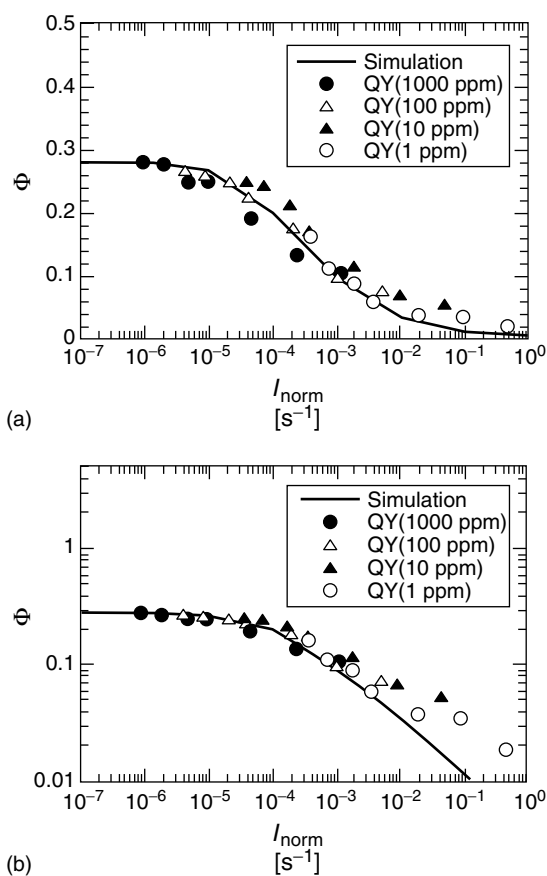 0.5
0.4
0.3
0.2
0.1
0
Φ
Simulation
QY(1000 ppm)
QY(100 ppm)
QY(10 ppm)
QY(1 ppm)
10⁻⁷ 10⁻⁶ 10⁻⁵ 10⁻⁴ 10⁻³ 10⁻² 10⁻¹ 10⁰
I_norm
[s⁻¹]
(a)
1
0.1
0.01
Φ
Simulation
QY(1000 ppm)
QY(100 ppm)
QY(10 ppm)
QY(1 ppm)
10⁻⁷ 10⁻⁶ 10⁻⁵ 10⁻⁴ 10⁻³ 10⁻² 10⁻¹ 10⁰
I_norm
[s⁻¹]
(b)